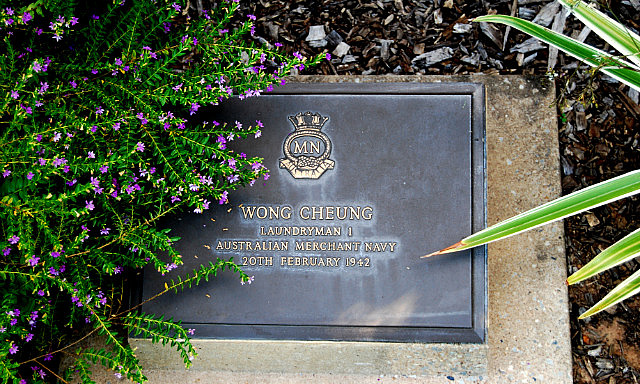 MN
WONG CHEUNG
LAUNDRYMAN 1
AUSTRALIAN MERCHANT NAVY
20TH FEBRUARY 1942